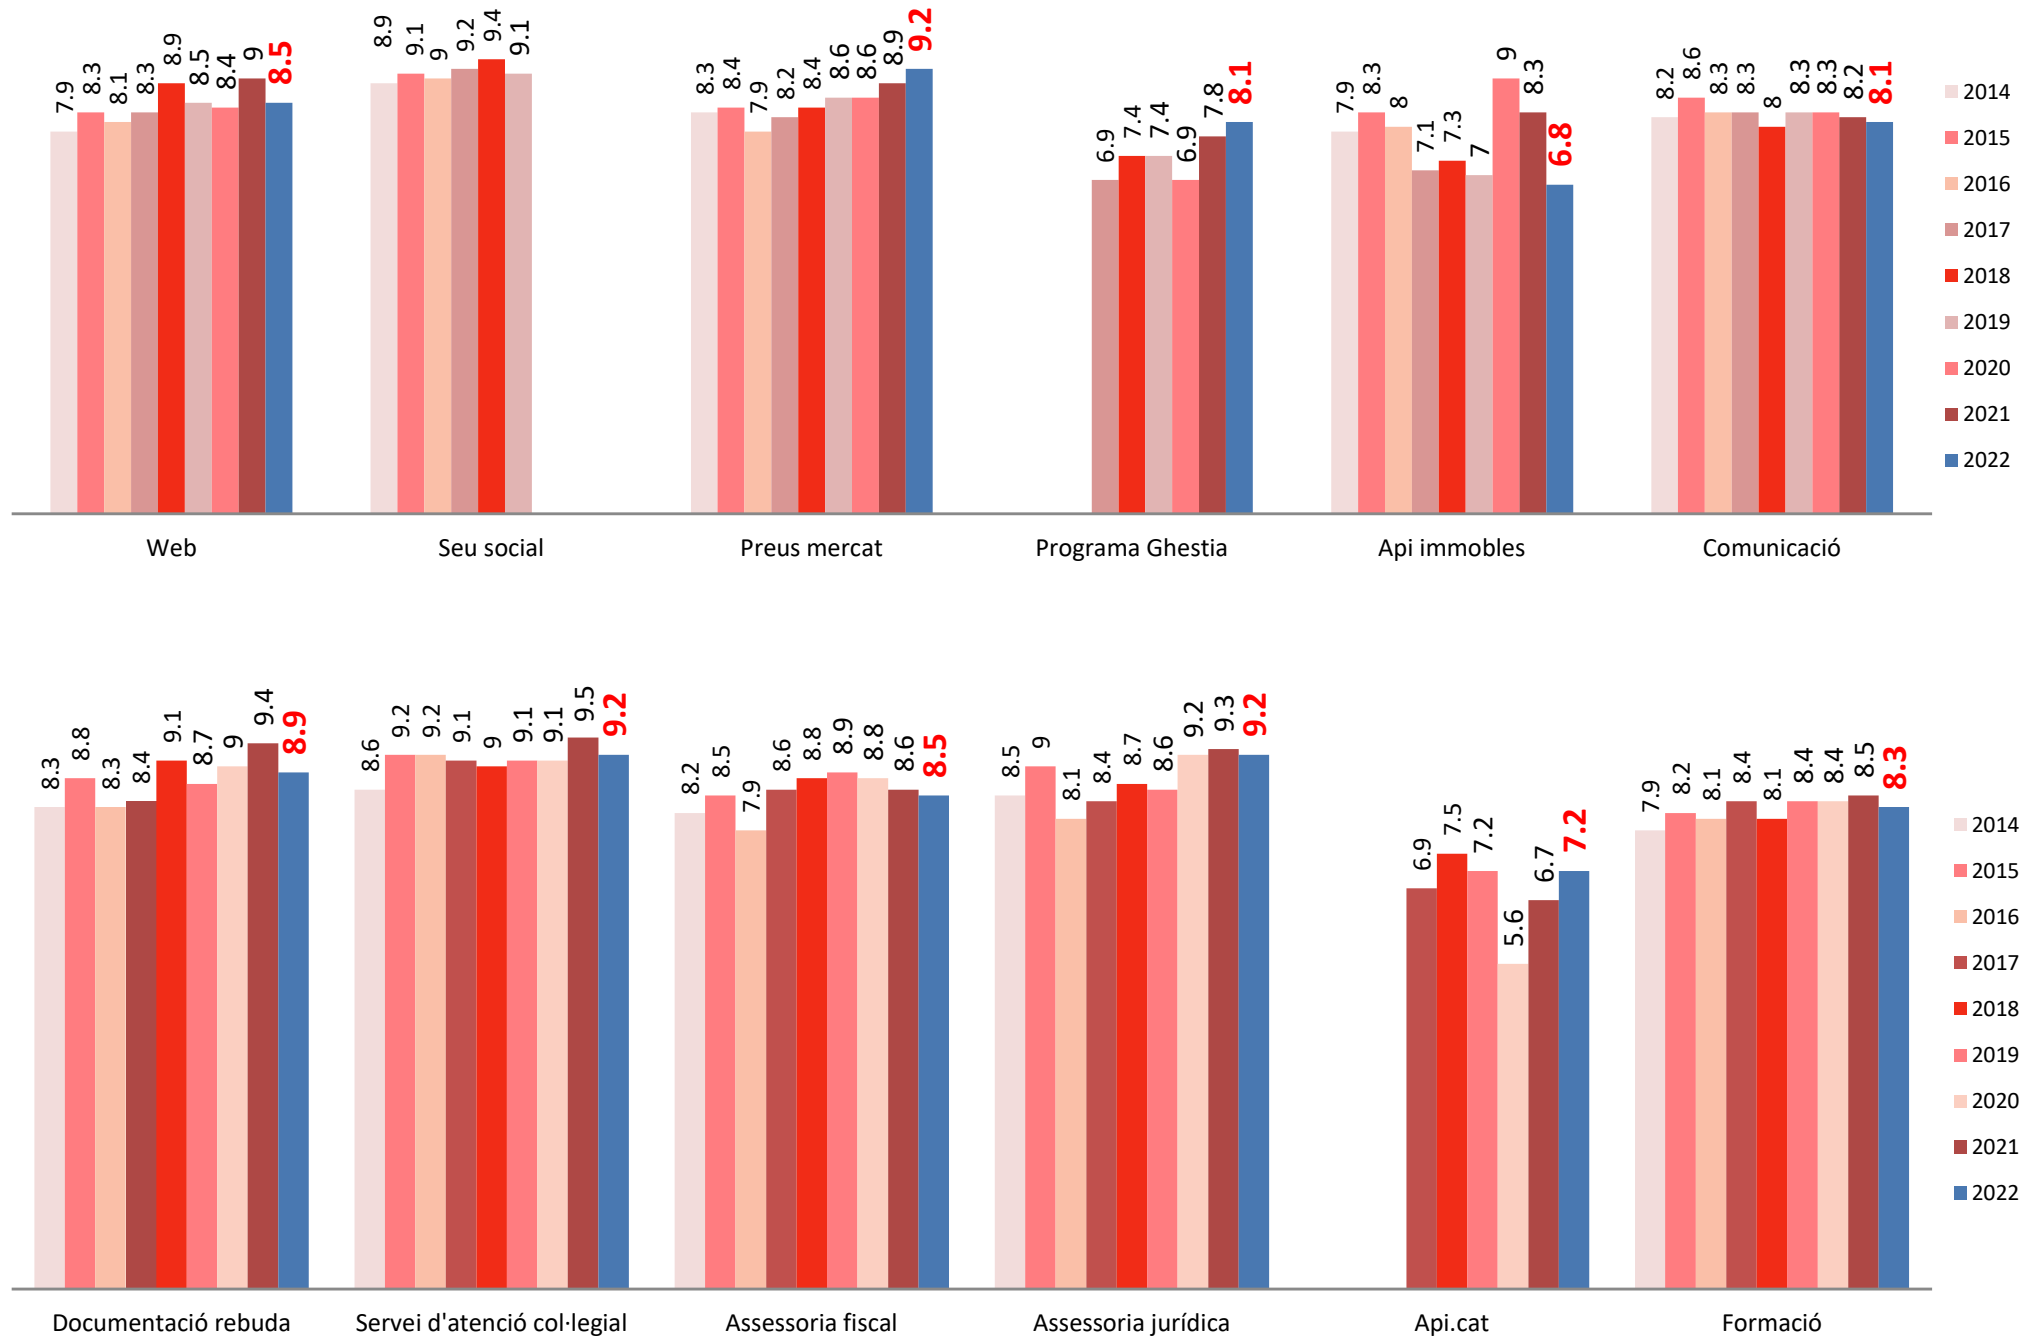 7.9 8.3 8.1 8.3 8.9 8.5 8.4 9 8.5
8.9 9.1 9 9.2 9.4 9.1
8.3 8.4 7.9 8.2 8.4 8.6 8.6 8.9 9.2
6.9 7.4 7.4 6.9 7.8 8.1
7.9 8.3 8 7.1 7.3 7 9 8.3 6.8
8.2 8.6 8.3 8.3 8 8.3 8.3 8.2 8.1
2014
2015
2016
2017
2018
2019
2020
2021
2022
Web Seu social Preus mercat Programa Ghestia Api immobles Comunicació
8.3 8.8 8.3 8.4 9.1 8.7 9 9.4 8.9
8.6 9.2 9.2 9.1 9 9.1 9.1 9.5 9.2
8.2 8.5 7.9 8.6 8.8 8.9 8.8 8.6 8.5
8.5 9 8.1 8.4 8.7 8.6 9.2 9.3 9.2
6.9 7.5 7.2 5.6 6.7 7.2
7.9 8.2 8.1 8.4 8.1 8.4 8.4 8.5 8.3
2014
2015
2016
2017
2018
2019
2020
2021
2022
Documentació rebuda Servei d'atenció col·legial Assessoria fiscal Assessoria jurídica Api.cat Formació